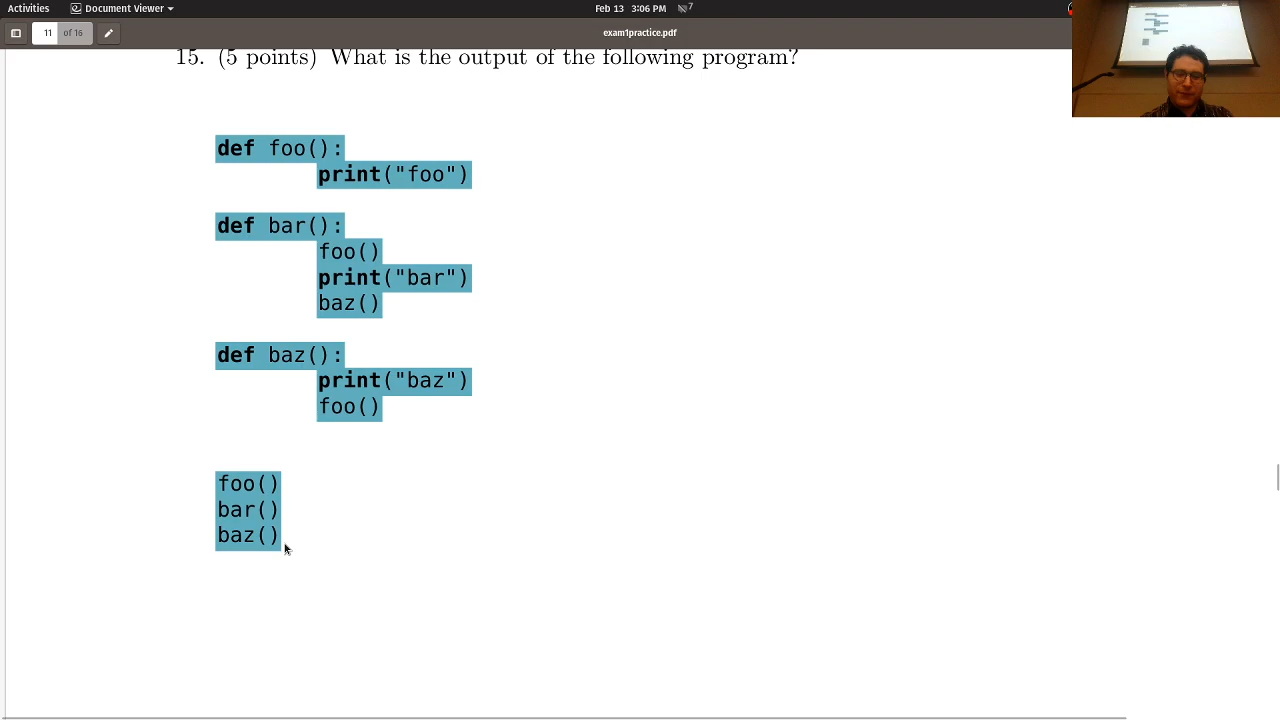 Activities
Document Viewer
Feb 13 3:06 PM
7
11 of 16
exam1practice.pdf
15. (5 points) What is the output of the following program?
def foo():
print("foo")
def bar():
foo()
print("bar")
baz()
def baz():
print("baz")
foo()
foo()
bar()
baz()